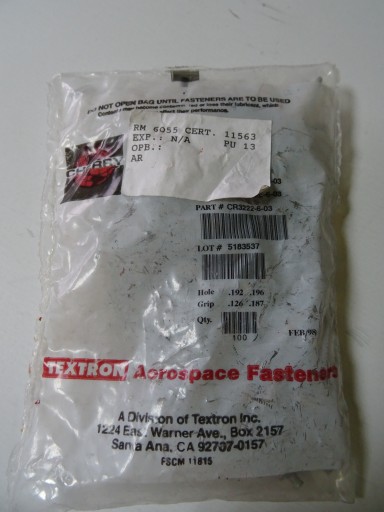 DO NOT OPEN BAG UNTIL FASTENERS ARE TO BE USED
RM 6055 CERT. 11563
EXP.: N/A PU 13
OPB.:
AR
CHERRY
PART # CR3222-6-03
LOT # 5183537
Hole .192 .196
Grip .126 .187
Qty.
100
FEB/98
TEXTRON Aerospace Fasteners
A Division of Textron Inc.
1224 East Warner Ave., Box 2157
Santa Ana, CA 92707-0157
FSCM 11815